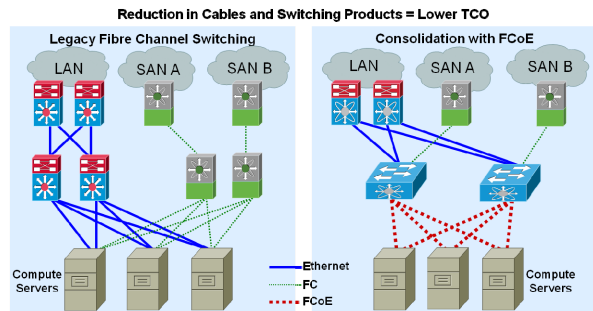 Reduction in Cables and Switching Products = Lower TCO
Legacy Fibre Channel Switching
LAN
SAN A
SAN B
Compute
Servers
Consolidation with FCoE
LAN
SAN A
SAN B
Compute
Servers
Ethernet
FC
FCoE